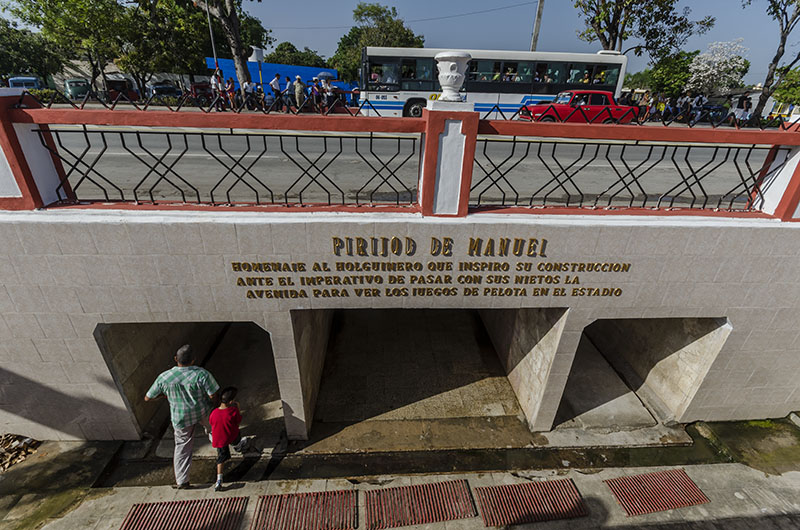 PIRIJOD DE MANUEL
HOMENAJE AL HOLGUINERO QUE INSPIRO SU CONSTRUCCION
ANTE EL IMPERATIVO DE PASAR CON SUS NIETOS LA
AVENIDA PARA VER LOS JUEGOS DE PELOTA EN EL ESTADIO